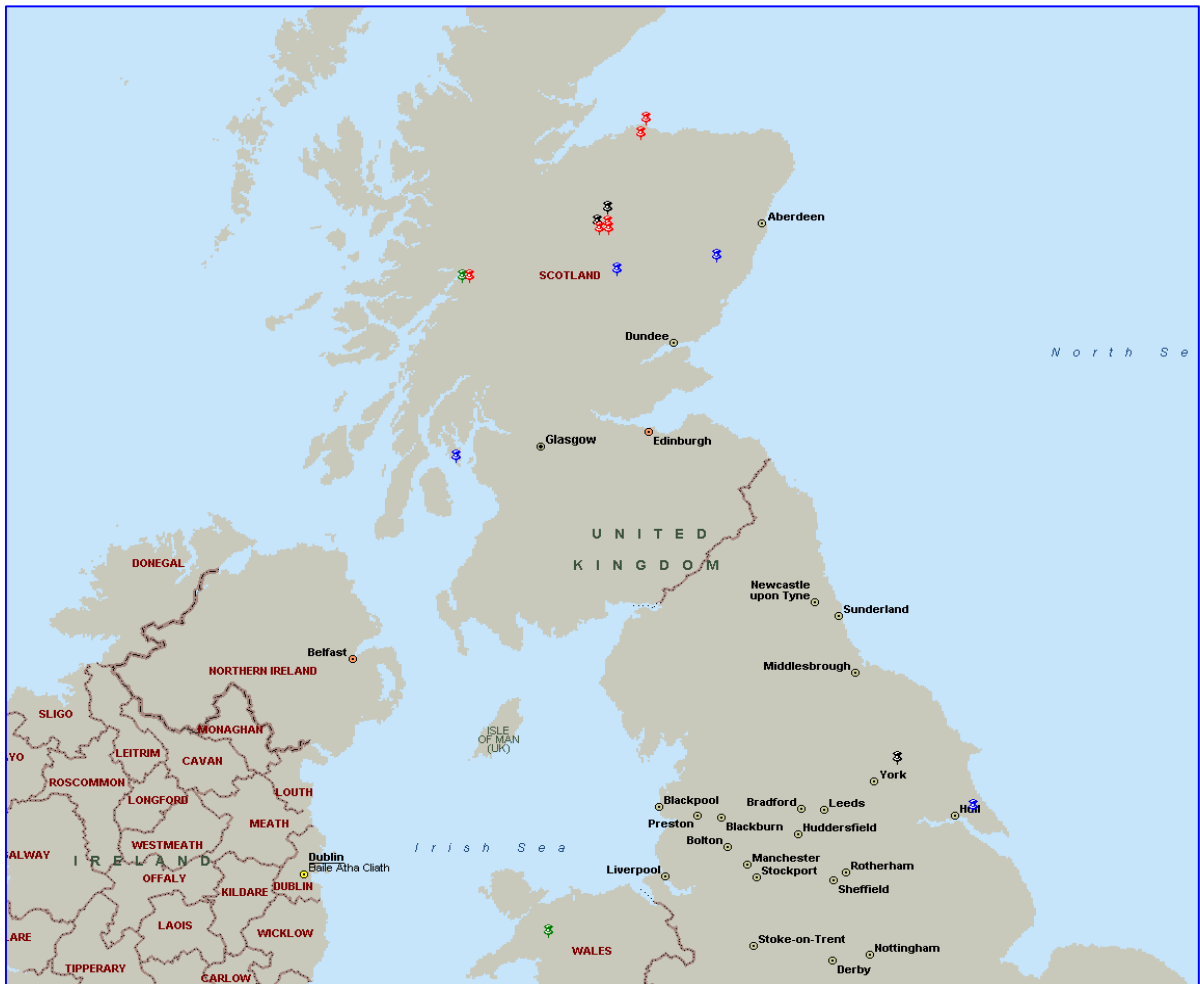 Aberdeen
SCOTLAND
Dundee
North Se
Glasgow
Edinburgh
UNITED
KINGDOM
DONEGAL
Newcastle
upon Tyne
Sunderland
Belfast
NORTHERN IRELAND
Middlesbrough
SLIGO
MONAGHAN
ISLE
OF MAN
(UK)
YO
LEITRIM
CAVAN
ROSCOMMON
York
LOUTH
LONGFORD
Blackpool
Bradford
Leeds
Hull
MEATH
Preston
Blackburn
Huddersfield
WESTMEATH
Bolton
Irish Sea
ALWAY
IRELAND
Dublin
Baile Atha Cliath
Manchester
Stockport
Rotherham
Liverpool
OFFALY
KILDARE
DUBLIN
Sheffield
LAOIS
WICKLOW
LARE
Stoke-on-Trent
Nottingham
WALES
Derby
TIPPERARY
CARLOW